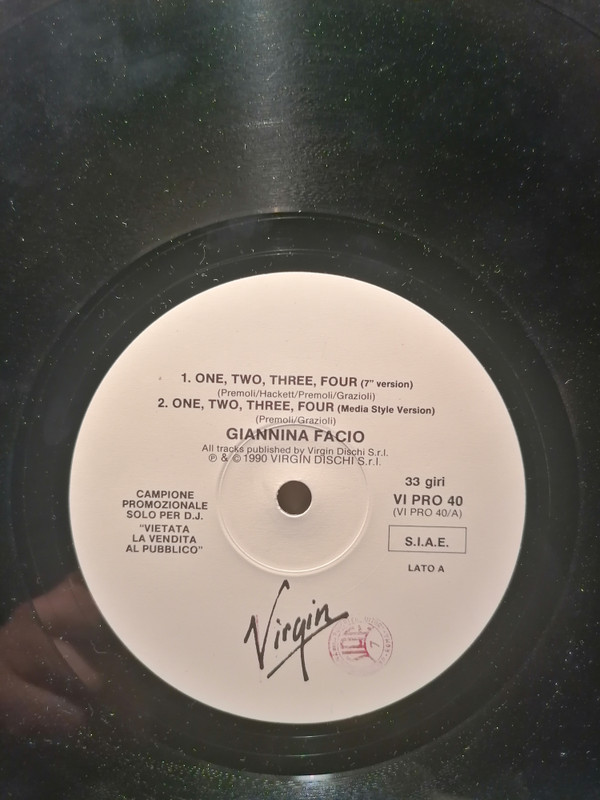 1. ONE, TWO, THREE, FOUR (7" version)
(Premoli/Hackett/Premoli/Grazioli)
2. ONE, TWO, THREE, FOUR (Media Style Version)
(Premoli/Grazioli)
GIANNINA FACIO
All tracks published by Virgin Dischi S.r.l.
℗ & © 1990 VIRGIN DISCHI S.r.l.
CAMPIONE
PROMOZIONALE
SOLO PER D.J.
"VIETATA
LA VENDITA
AL PUBBLICO"
33 giri
VI PRO 40
(VI PRO 40/A)
S.I.A.E.
LATO A
Virgin
7